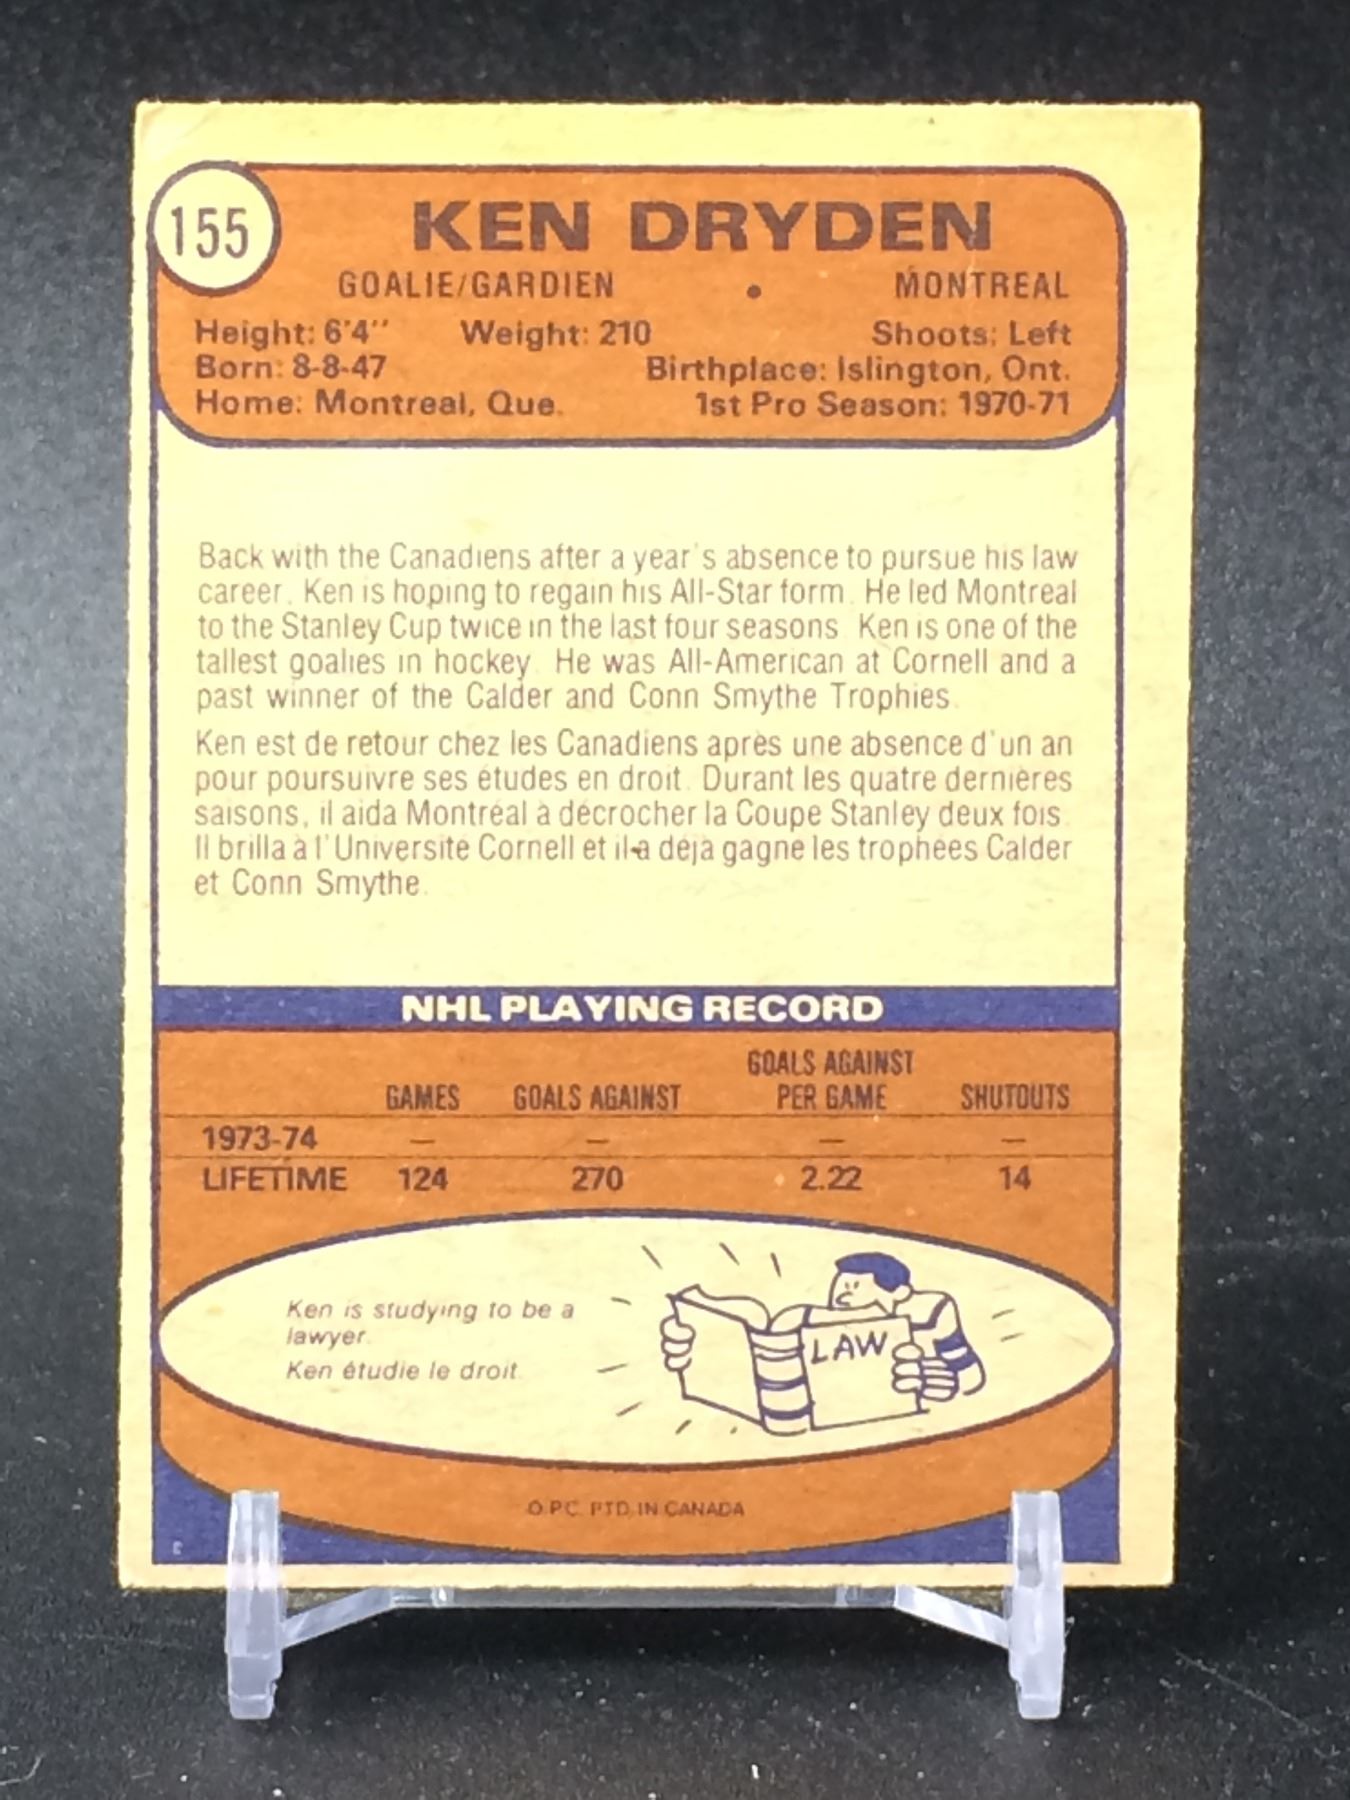 155
KEN DRYDEN
GOALIE/GARDIEN • MONTREAL
Height: 6'4'' Weight: 210 Shoots: Left
Born: 8-8-47 Birthplace: Islington, Ont.
Home: Montreal, Que. 1st Pro Season: 1970-71
Back with the Canadiens after a year's absence to pursue his law
career. Ken is hoping to regain his All-Star form. He led Montreal
to the Stanley Cup twice in the last four seasons. Ken is one of the
tallest goalies in hockey. He was All-American at Cornell and a
past winner of the Calder and Conn Smythe Trophies.
Ken est de retour chez les Canadiens après une absence d'un an
pour poursuivre ses études en droit. Durant les quatre dernières
saisons, il aida Montréal à décrocher la Coupe Stanley deux fois.
Il brilla à l'Université Cornell et il a déjà gagné les trophées Calder
et Conn Smythe.
NHL PLAYING RECORD
GAMES GOALS AGAINST GOALS AGAINST PER GAME SHUTOUTS
1973-74 — — — —
LIFETIME 124 270 2.22 14
Ken is studying to be a
lawyer.
Ken étudie le droit.
LAW
O.P.C. PTD. IN CANADA